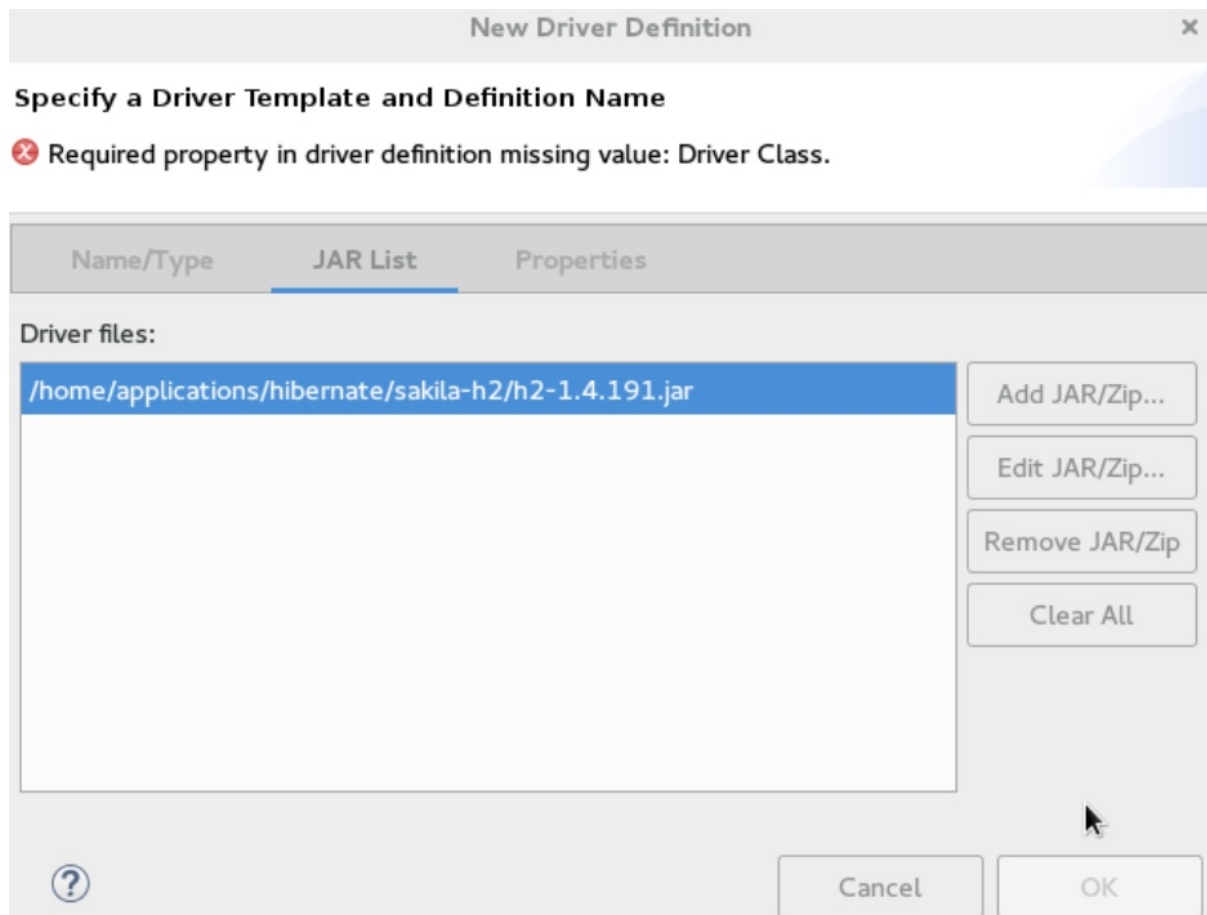 New Driver Definition
Specify a Driver Template and Definition Name
Required property in driver definition missing value: Driver Class.
Name/Type JAR List Properties
Driver files:
/home/applications/hibernate/sakila-h2/h2-1.4.191.jar
Add JAR/Zip...
Edit JAR/Zip...
Remove JAR/Zip
Clear All
Cancel OK